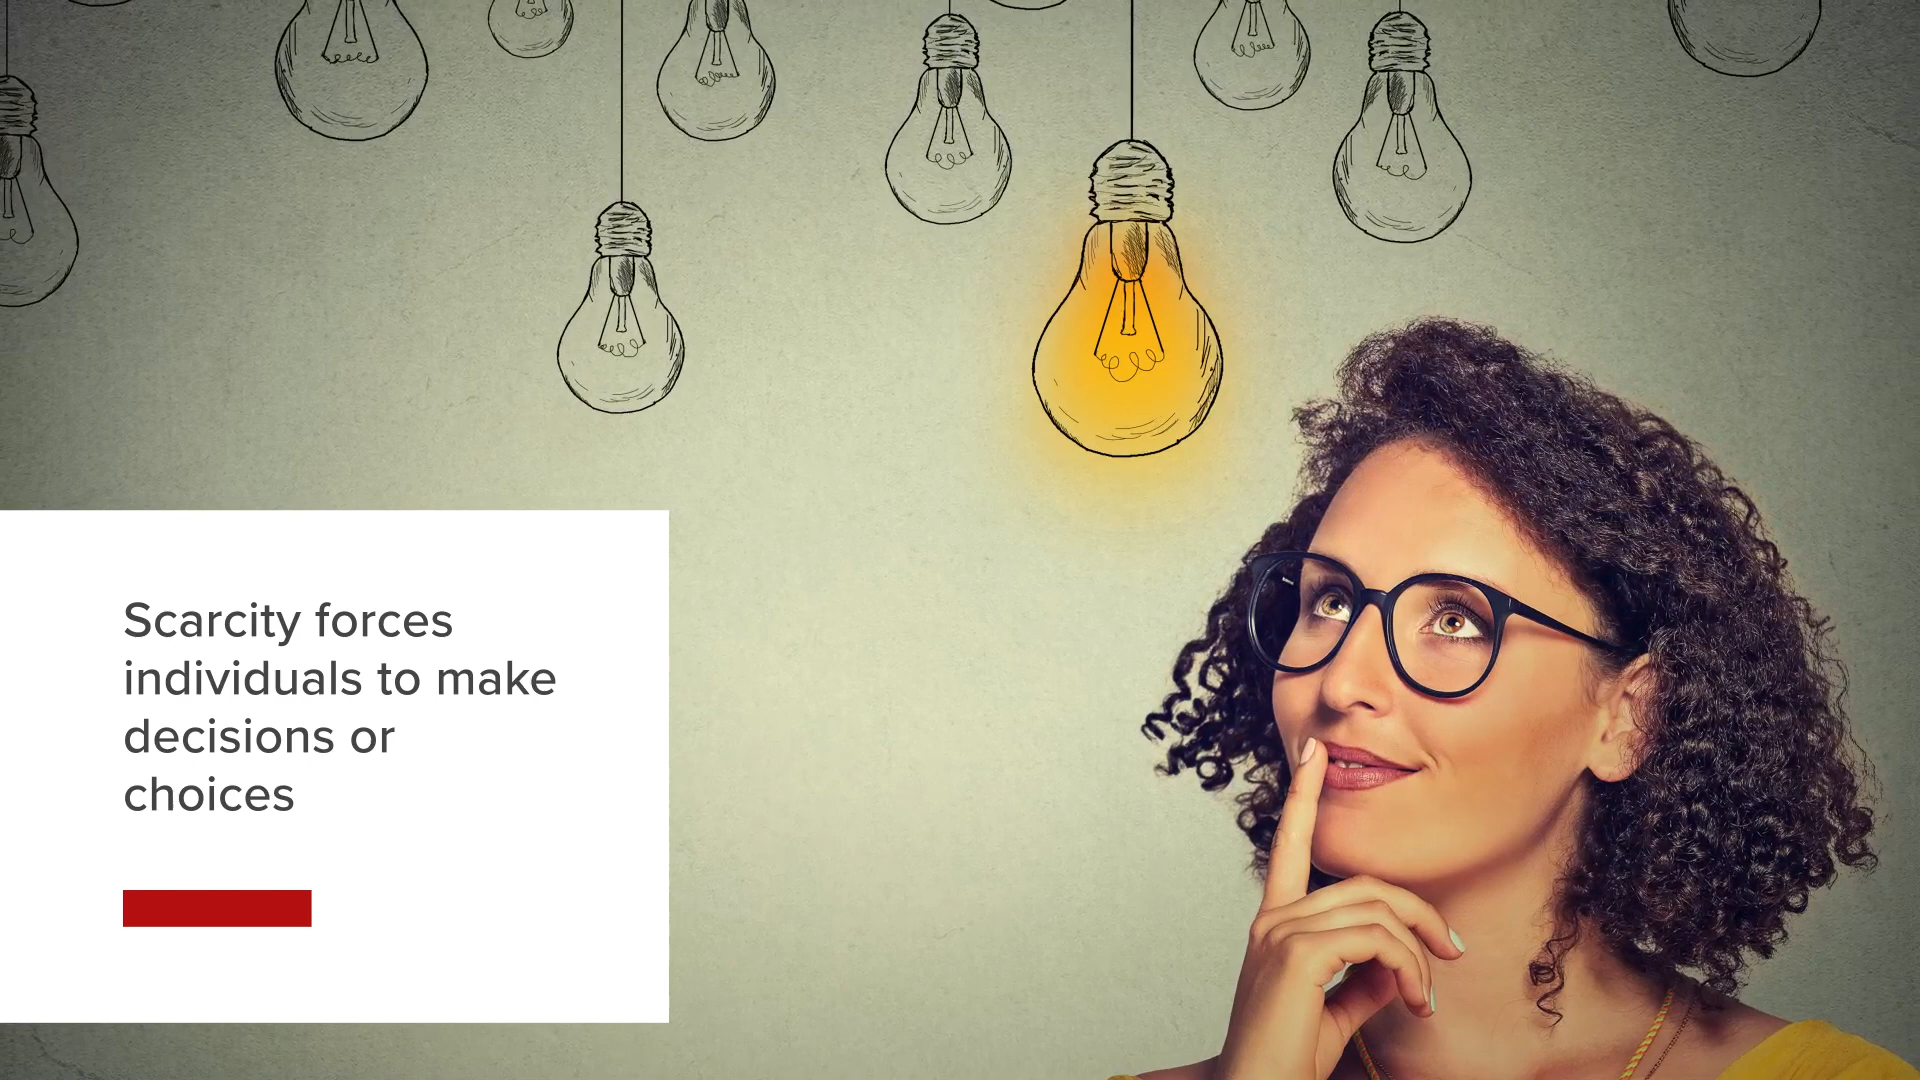 Scarcity forces
individuals to make
decisions or
choices